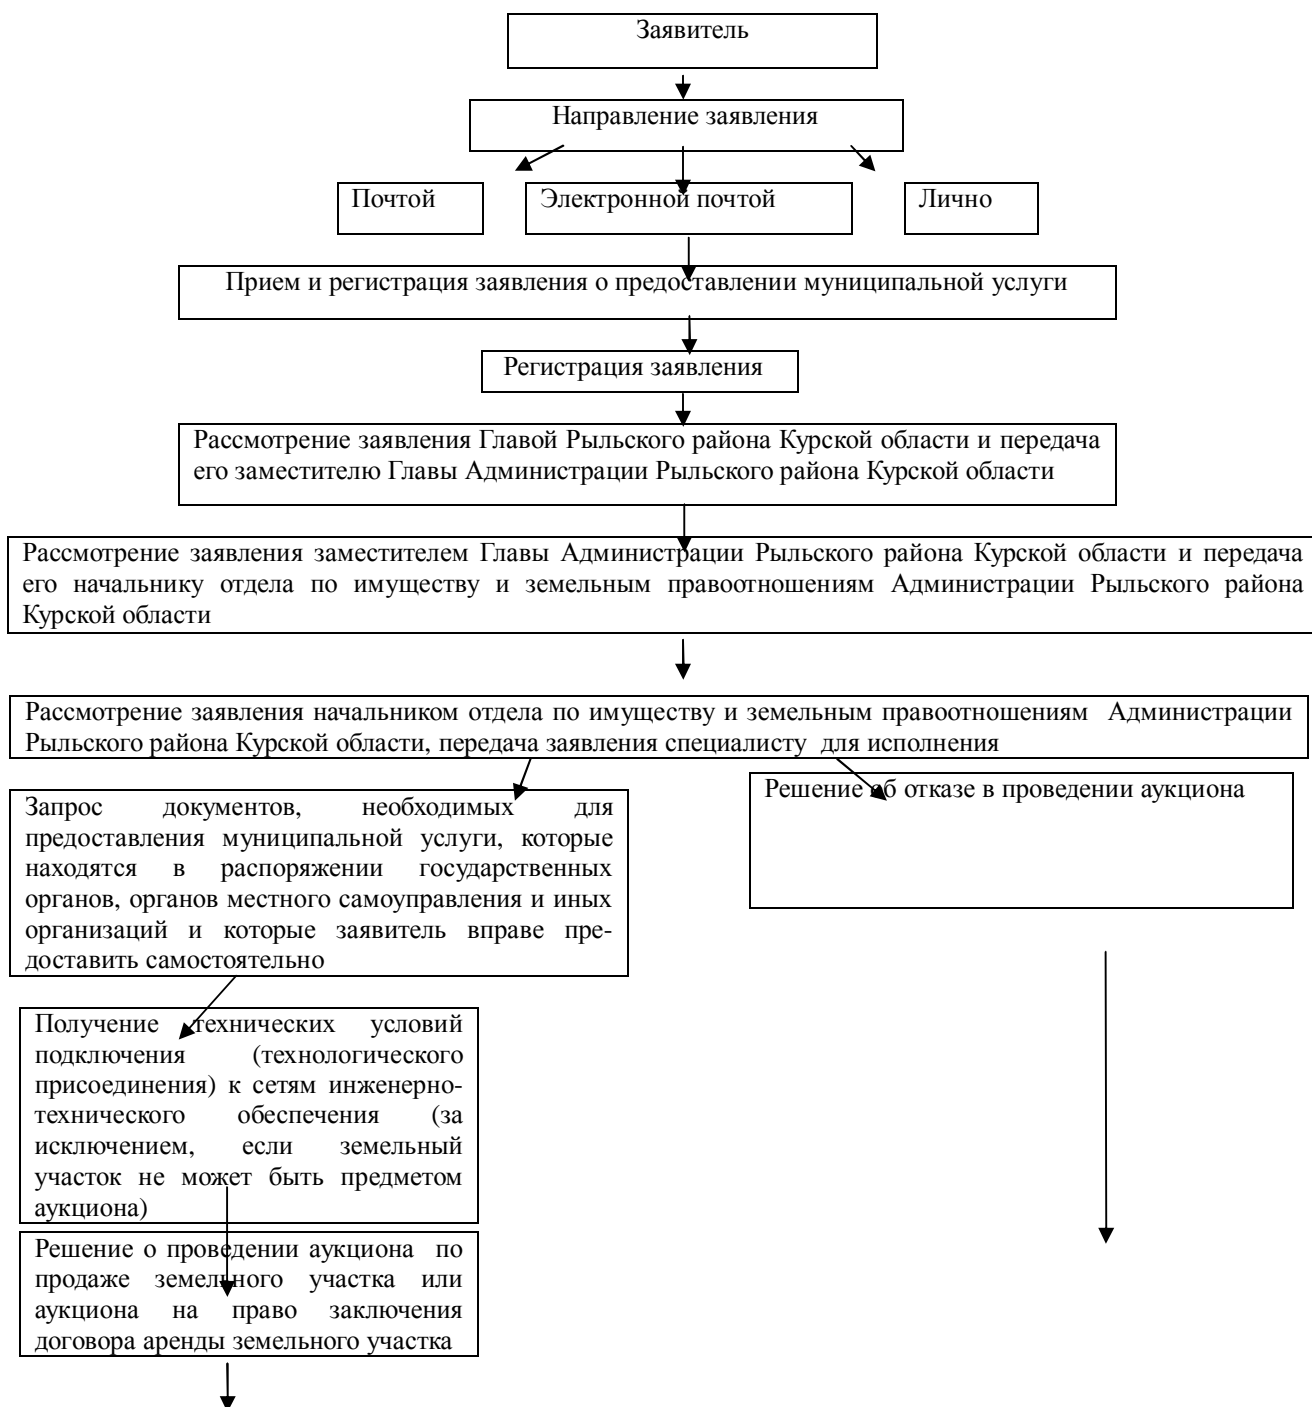 Заявитель
Направление заявления
Почтой
Электронной почтой
Лично
Прием и регистрация заявления о предоставлении муниципальной услуги
Регистрация заявления
Рассмотрение заявления Главой Рыльского района Курской области и передача
его заместителю Главы Администрации Рыльского района Курской области
Рассмотрение заявления заместителем Главы Администрации Рыльского района Курской области и передача
его начальнику отдела по имуществу и земельным правоотношениям Администрации Рыльского района
Курской области
Рассмотрение заявления начальником отдела по имуществу и земельным правоотношениям Администрации
Рыльского района Курской области, передача заявления специалисту для исполнения
Запрос документов, необходимых для
предоставления муниципальной услуги, которые
находятся в распоряжении государственных
органов, органов местного самоуправления и иных
организаций и которые заявитель вправе пре-
доставить самостоятельно
Решение об отказе в проведении аукциона
Получение технических условий
подключения (технологического
присоединения) к сетям инженерно-
технического обеспечения (за
исключением, если земельный
участок не может быть предметом
аукциона)
Решение о проведении аукциона по
продаже земельного участка или
аукциона на право заключения
договора аренды земельного участка